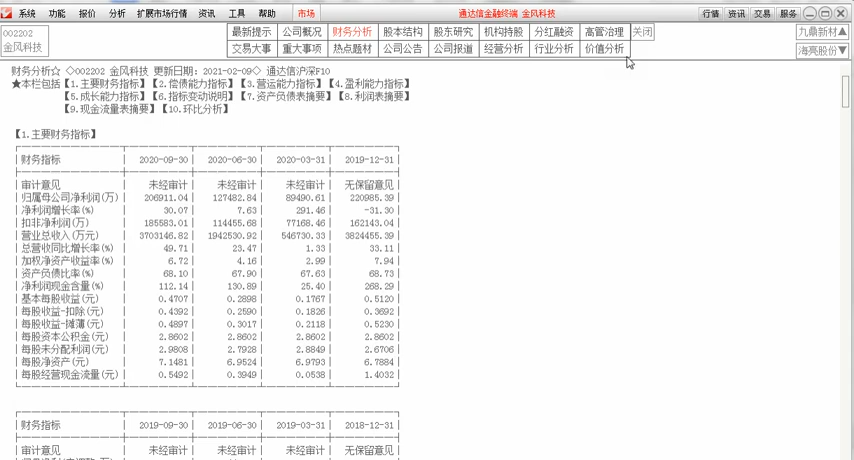 系统 功能 报价 分析 扩展市场行情 资讯 工具 帮助 市场 通达信金融终端 金风科技 行情 资讯 交易 服务
002202
金风科技
最新提示 公司概况 财务分析 股本结构 股东研究 机构持股 分红融资 高管治理 关闭
交易大事 重大事项 热点题材 公司公告 公司报道 经营分析 行业分析 价值分析
九鼎新材▲
海亮股份▼
财务分析☆ ◇002202 金风科技 更新日期：2021-02-09◇ 通达信沪深F10
★本栏包括【1.主要财务指标】【2.偿债能力指标】【3.营运能力指标】【4.盈利能力指标】
【5.成长能力指标】【6.指标变动说明】【7.资产负债表摘要】【8.利润表摘要】
【9.现金流量表摘要】【10.环比分析】
【1.主要财务指标】
财务指标 2020-09-30 2020-06-30 2020-03-31 2019-12-31
审计意见 未经审计 未经审计 未经审计 无保留意见
归属母公司净利润(万) 206911.04 127482.84 89490.61 220985.39
净利润增长率(%) 30.07 7.63 291.46 -31.30
扣非净利润(万) 185583.01 114455.68 77168.46 162143.04
营业总收入(万元) 3703146.82 1942530.92 546730.33 3824455.39
总营收同比增长率(%) 49.71 23.47 1.33 33.11
加权净资产收益率(%) 6.72 4.16 2.99 7.94
资产负债比率(%) 68.10 67.90 67.63 68.73
净利润现金含量(%) 112.14 130.89 25.40 268.29
基本每股收益(元) 0.4707 0.2898 0.1767 0.5120
每股收益-扣除(元) 0.4392 0.2590 0.1826 0.3692
每股收益-摊薄(元) 0.4897 0.3017 0.2118 0.5230
每股资本公积金(元) 2.8602 2.8602 2.8602 2.8602
每股未分配利润(元) 2.9808 2.7928 2.8849 2.6706
每股净资产(元) 7.1481 6.9524 6.9793 6.7884
每股经营现金流量(元) 0.5492 0.3949 0.0538 1.4032
财务指标 2019-09-30 2019-06-30 2019-03-31 2018-12-31
审计意见 未经审计 未经审计 未经审计 无保留意见